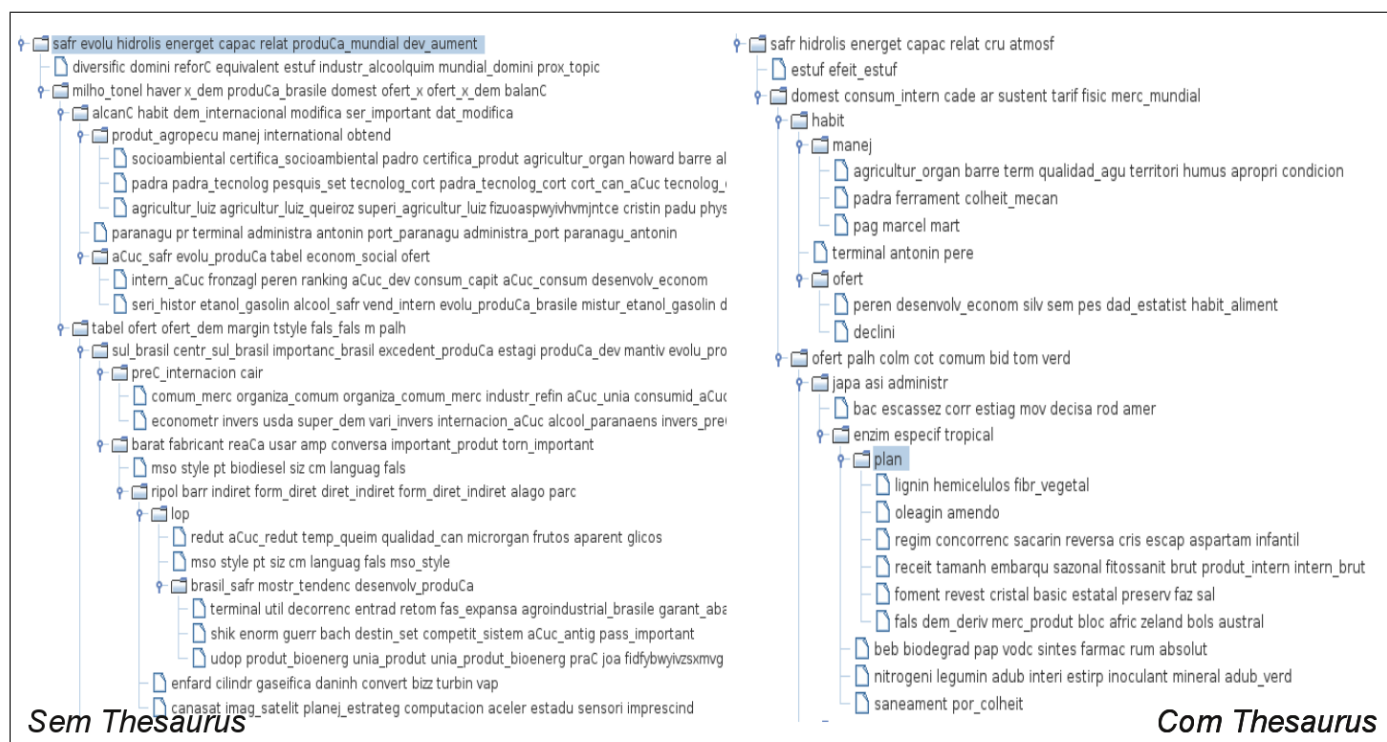 safr evolu hidrolis energet capac relat produCa_mundial dev_aument
diversific domini reforC equivalent estuf industr_alcoolquim mundial_domini prox_topic
milho_tonel haver x_dem produCa_brasile domest ofert_x ofert_x_dem balanC
alcanC habit dem_internacional modifica ser_important dat_modifica
produt_agropecu manej international obtend
socioambiental certifica_socioambiental padro certifica_produt agricultur_organ howard barre al
padra padra_tecnolog pesquis_set tecnolog_cort padra_tecnolog_cort cort_can_aCuc tecnolog_
agricultur_luiz agricultur_luiz_queiroz superi_agricultur_luiz fizuoaspwyivhvmjntce cristin padu phys
paranagu pr terminal administra antonin port_paranagu administra_port paranagu_antonin
aCuc_safr evolu_produCa tabel econom_social ofert
intern_aCuc fronzagl peren ranking aCuc_dev consum_capit aCuc_consum desenvolv_econom
seri_histor etanol_gasolin alcool_safr vend_intern evolu_produCa_brasile mistur_etanol_gasolin d
tabel ofert ofert_dem margin tstyle fals_fals m palh
sul_brasil centr_sul_brasil importanc_brasil excedent_produCa estagi produCa_dev mantiv evolu_pro
preC_internacion cair
comum_merc organiza_comum organiza_comum_merc industr_refin aCuc_unia consumid_aCuc
econometr invers usda super_dem vari_invers internacion_aCuc alcool_paranaens invers_pre
barat fabricant reaCa usar amp conversa important_produt torn_important
mso style pt biodiesel siz cm languag fals
ripol barr indiret form_diret diret_indiret form_diret_indiret alago parc
lop
redut aCuc_redut temp_queim qualidad_can microrgan frutos aparent glicos
mso style pt siz cm languag fals mso_style
brasil_safr mostr_tendenc desenvolv_produCa
terminal util decorrenc entrad retom fas_expansa agroindustrial_brasile garant_aba
shik enorm guerr bach destin_set competit_sistem aCuc_antig pass_important
udop produt_bioenerg unia_produt unia_produt_bioenerg praC joa fidfybwyivzsxmvg
enfard cilindr gaseifica daninh convert bizz turbin vap
canasat imag_satelit planej_estrateg computacion aceler estadu sensori imprescind
Sem Thesaurus
safr hidrolis energet capac relat cru atmosf
estuf efeit_estuf
domest consum_intern cade ar sustent tarif fisic merc_mundial
habit
manej
agricultur_organ barre term qualidad_agu territori humus apropri condicion
padra ferrament colheit_mecan
pag marcel mart
terminal antonin pere
ofert
peren desenvolv_econom silv sem pes dad_estatist habit_aliment
declini
ofert palh colm cot comum bid tom verd
japa asi administr
bac escassez corr estiag mov decisa rod amer
enzim especif tropical
plan
lignin hemicelulos fibr_vegetal
oleagin amendo
regim concorrenc sacarin reversa cris escap aspartam infantil
receit tamanh embarqu sazonal fitossanit brut produt_intern intern_brut
foment revest cristal basic estatal preserv faz sal
fals dem_deriv merc_produt bloc afric zeland bols austral
beb biodegrad pap vodc sintes farmac rum absolut
nitrogeni legumin adub interi estirp inoculant mineral adub_verd
saneament por_colheit
Com Thesaurus